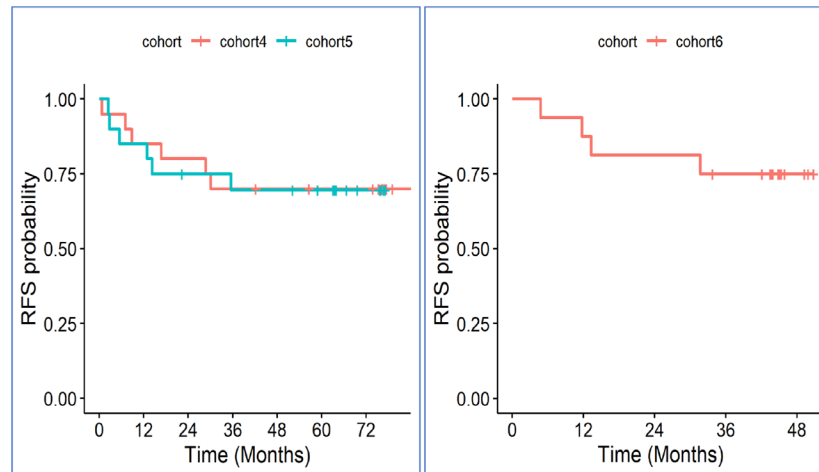 cohort cohort4 cohort5
RFS probability
1.00
0.75
0.50
0.25
0.00
0 12 24 36 48 60 72
Time (Months)
cohort cohort6
RFS probability
1.00
0.75
0.50
0.25
0.00
0 12 24 36 48
Time (Months)